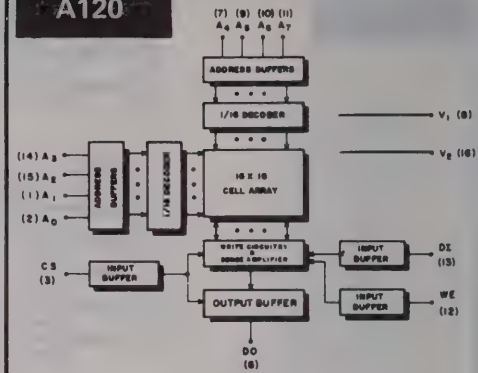 A120
(7) (9) (10) (11)
A4 A5 A6 A7
ADDRESS BUFFERS
1/16 DECODER
V1 (8)
V2 (16)
(14) A3
(15) A2
(1) A1
(2) A0
ADDRESS BUFFERS
1/16 DECODER
16 X 16
CELL ARRAY
WRITE CIRCUITRY
&
SENSE AMPLIFIER
INPUT
BUFFER
DI
(13)
CS
(3)
INPUT
BUFFER
OUTPUT BUFFER
INPUT
BUFFER
WE
(12)
DO
(6)